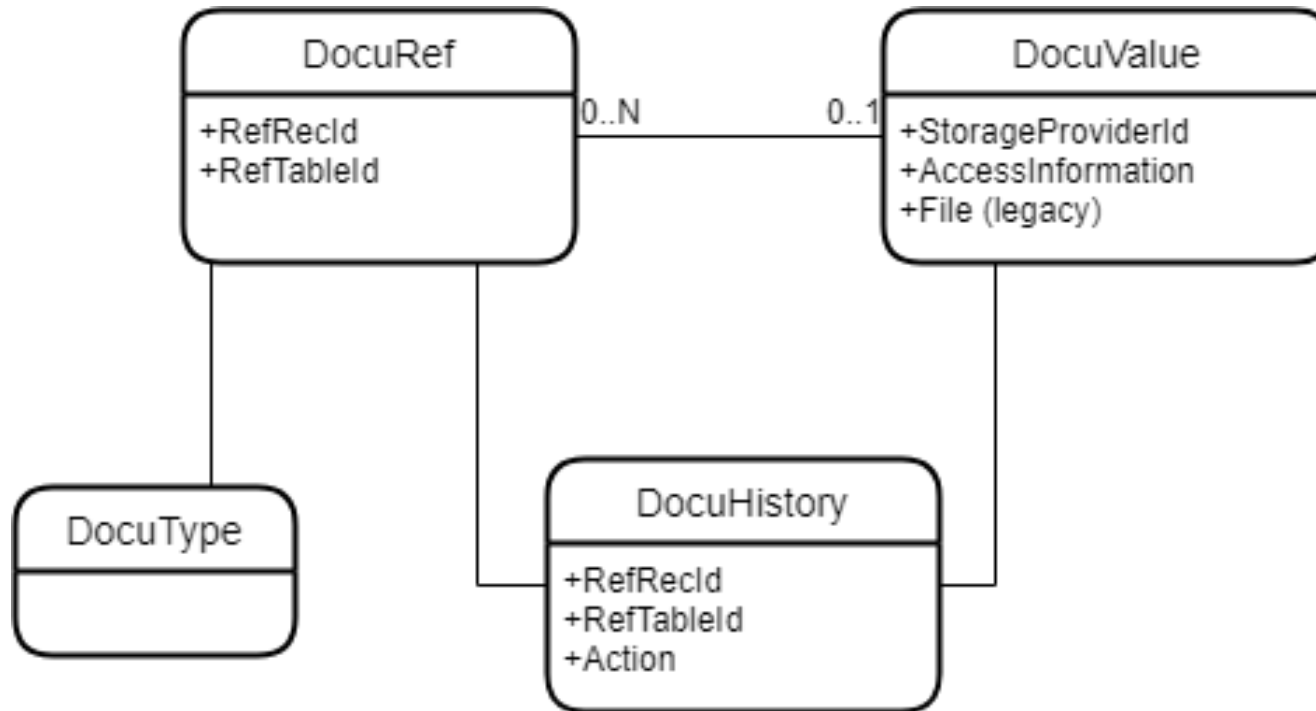 DocuRef
+RefRecId
+RefTableId
0..N
0..1
DocuValue
+StorageProviderId
+AccessInformation
+File (legacy)
DocuType
DocuHistory
+RefRecId
+RefTableId
+Action